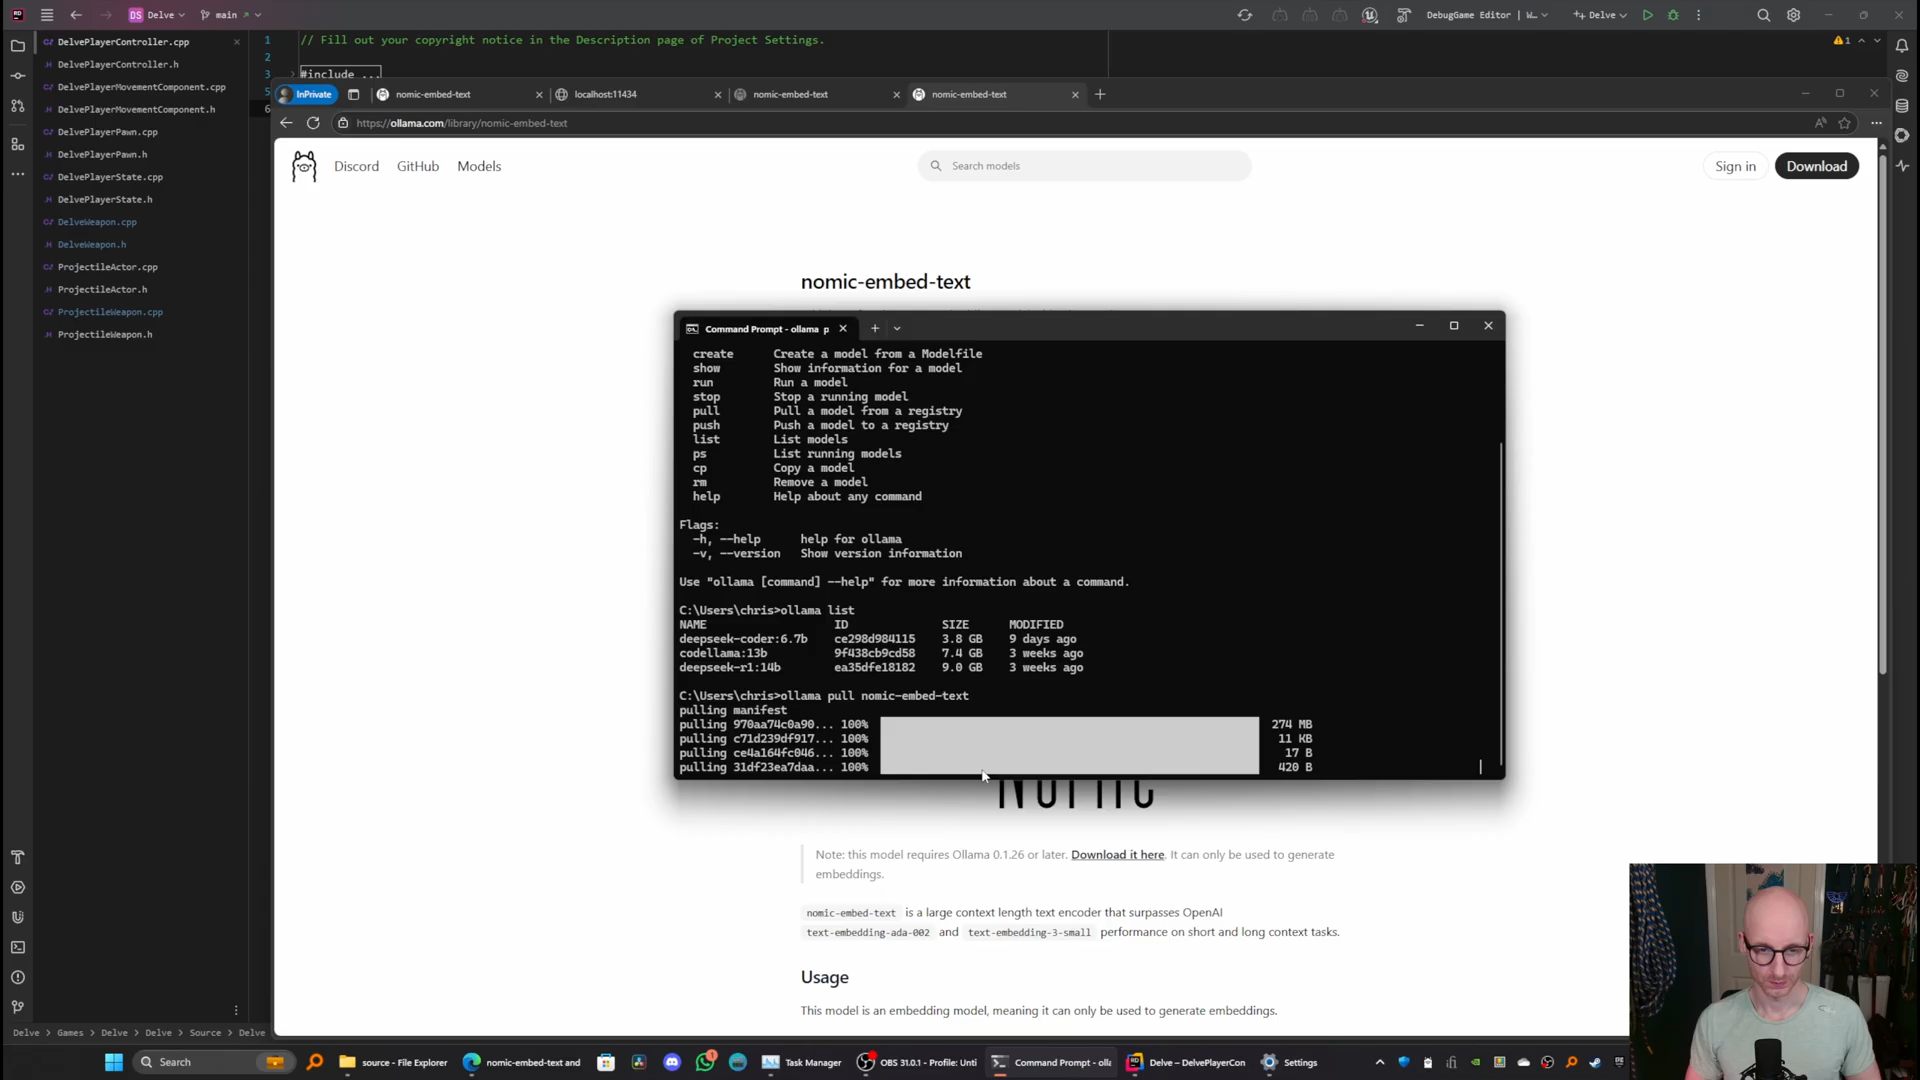 DS Delve
main
DebugGame Editor | W...
Delve
DelvePlayerController.cpp
DelvePlayerController.h
DelvePlayerMovementComponent.cpp
DelvePlayerMovementComponent.h
DelvePlayerPawn.cpp
DelvePlayerPawn.h
DelvePlayerState.cpp
DelvePlayerState.h
DelveWeapon.cpp
DelveWeapon.h
ProjectileActor.cpp
ProjectileActor.h
ProjectileWeapon.cpp
ProjectileWeapon.h
1 // Fill out your copyright notice in the Description page of Project Settings.
2
3 #include ...
5
6
1
InPrivate
nomic-embed-text
localhost:11434
nomic-embed-text
nomic-embed-text
https://ollama.com/library/nomic-embed-text
Discord GitHub Models
Search models
Sign in
Download
nomic-embed-text
Command Prompt - ollama p
create Create a model from a Modelfile
show Show information for a model
run Run a model
stop Stop a running model
pull Pull a model from a registry
push Push a model to a registry
list List models
ps List running models
cp Copy a model
rm Remove a model
help Help about any command
Flags:
-h, --help help for ollama
-v, --version Show version information
Use "ollama [command] --help" for more information about a command.
C:\Users\chris>ollama list
NAME ID SIZE MODIFIED
deepseek-coder:6.7b ce298d984115 3.8 GB 9 days ago
codellama:13b 9f438cb9cd58 7.4 GB 3 weeks ago
deepseek-r1:14b ea35dfe18182 9.0 GB 3 weeks ago
C:\Users\chris>ollama pull nomic-embed-text
pulling manifest
pulling 970aa74c0a90... 100% 274 MB
pulling c71d239df917... 100% 11 KB
pulling ce4a164fc046... 100% 17 B
pulling 31df23ea7daa... 100% 420 B
Nomic
Note: this model requires Ollama 0.1.26 or later. Download it here. It can only be used to generate
embeddings.
nomic-embed-text is a large context length text encoder that surpasses OpenAI
text-embedding-ada-002 and text-embedding-3-small performance on short and long context tasks.
Usage
This model is an embedding model, meaning it can only be used to generate embeddings.
Delve > Games > Delve > Delve > Source > Delve
Search
source - File Explorer
nomic-embed-text and
1
Task Manager
OBS 31.0.1 - Profile: Unti
Command Prompt - olla
Delve – DelvePlayerCon
Settings